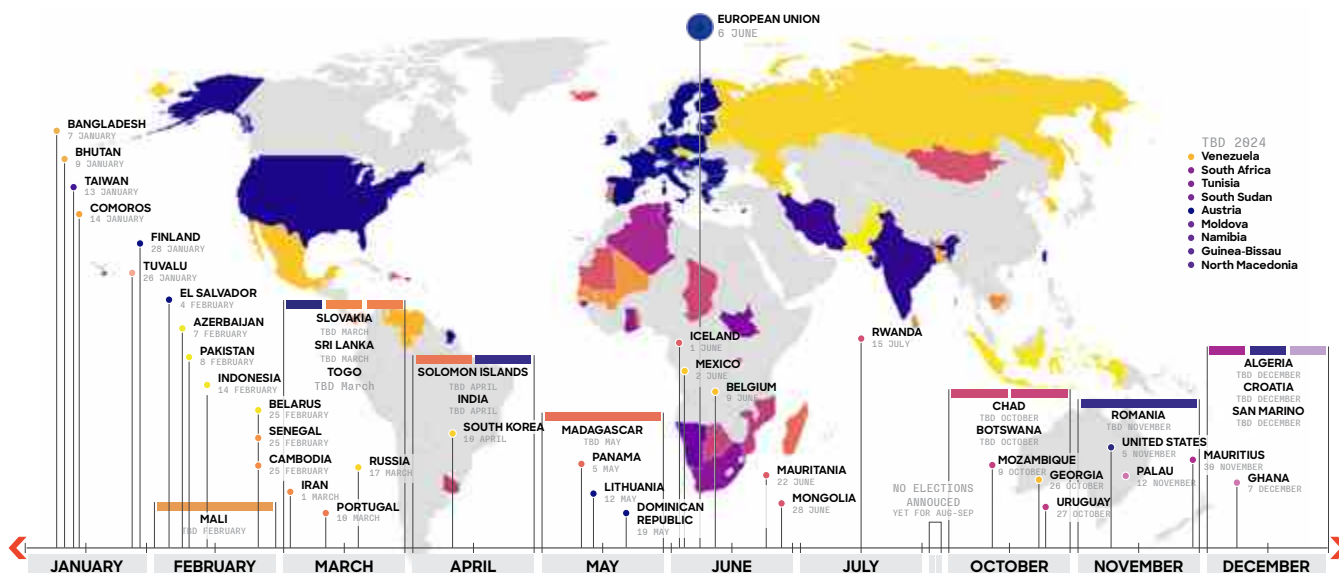 EUROPEAN UNION
6 JUNE
BANGLADESH
7 JANUARY
BHUTAN
9 JANUARY
TAIWAN
13 JANUARY
COMOROS
14 JANUARY
FINLAND
28 JANUARY
TUVALU
26 JANUARY
EL SALVADOR
4 FEBRUARY
AZERBAIJAN
7 FEBRUARY
PAKISTAN
8 FEBRUARY
INDONESIA
14 FEBRUARY
BELARUS
25 FEBRUARY
SENEGAL
25 FEBRUARY
CAMBODIA
25 FEBRUARY
MALI
TBD FEBRUARY
SLOVAKIA
TBD MARCH
SRI LANKA
TBD MARCH
TOGO
TBD March
IRAN
1 MARCH
PORTUGAL
10 MARCH
RUSSIA
17 MARCH
SOLOMON ISLANDS
TBD APRIL
INDIA
TBD APRIL
SOUTH KOREA
10 APRIL
MADAGASCAR
TBD MAY
PANAMA
5 MAY
LITHUANIA
12 MAY
DOMINICAN
REPUBLIC
19 MAY
ICELAND
1 JUNE
MEXICO
2 JUNE
BELGIUM
9 JUNE
MAURITANIA
22 JUNE
MONGOLIA
28 JUNE
RWANDA
15 JULY
NO ELECTIONS
ANNOUCED
YET FOR AUG-SEP
CHAD
TBD OCTOBER
BOTSWANA
TBD OCTOBER
MOZAMBIQUE
9 OCTOBER
GEORGIA
26 OCTOBER
URUGUAY
27 OCTOBER
ROMANIA
TBD NOVEMBER
UNITED STATES
5 NOVEMBER
PALAU
12 NOVEMBER
MAURITIUS
30 NOVEMBER
GHANA
7 DECEMBER
ALGERIA
TBD DECEMBER
CROATIA
TBD DECEMBER
SAN MARINO
TBD DECEMBER
TBD 2024
Venezuela
South Africa
Tunisia
South Sudan
Austria
Moldova
Namibia
Guinea-Bissau
North Macedonia
JANUARY
FEBRUARY
MARCH
APRIL
MAY
JUNE
JULY
OCTOBER
NOVEMBER
DECEMBER